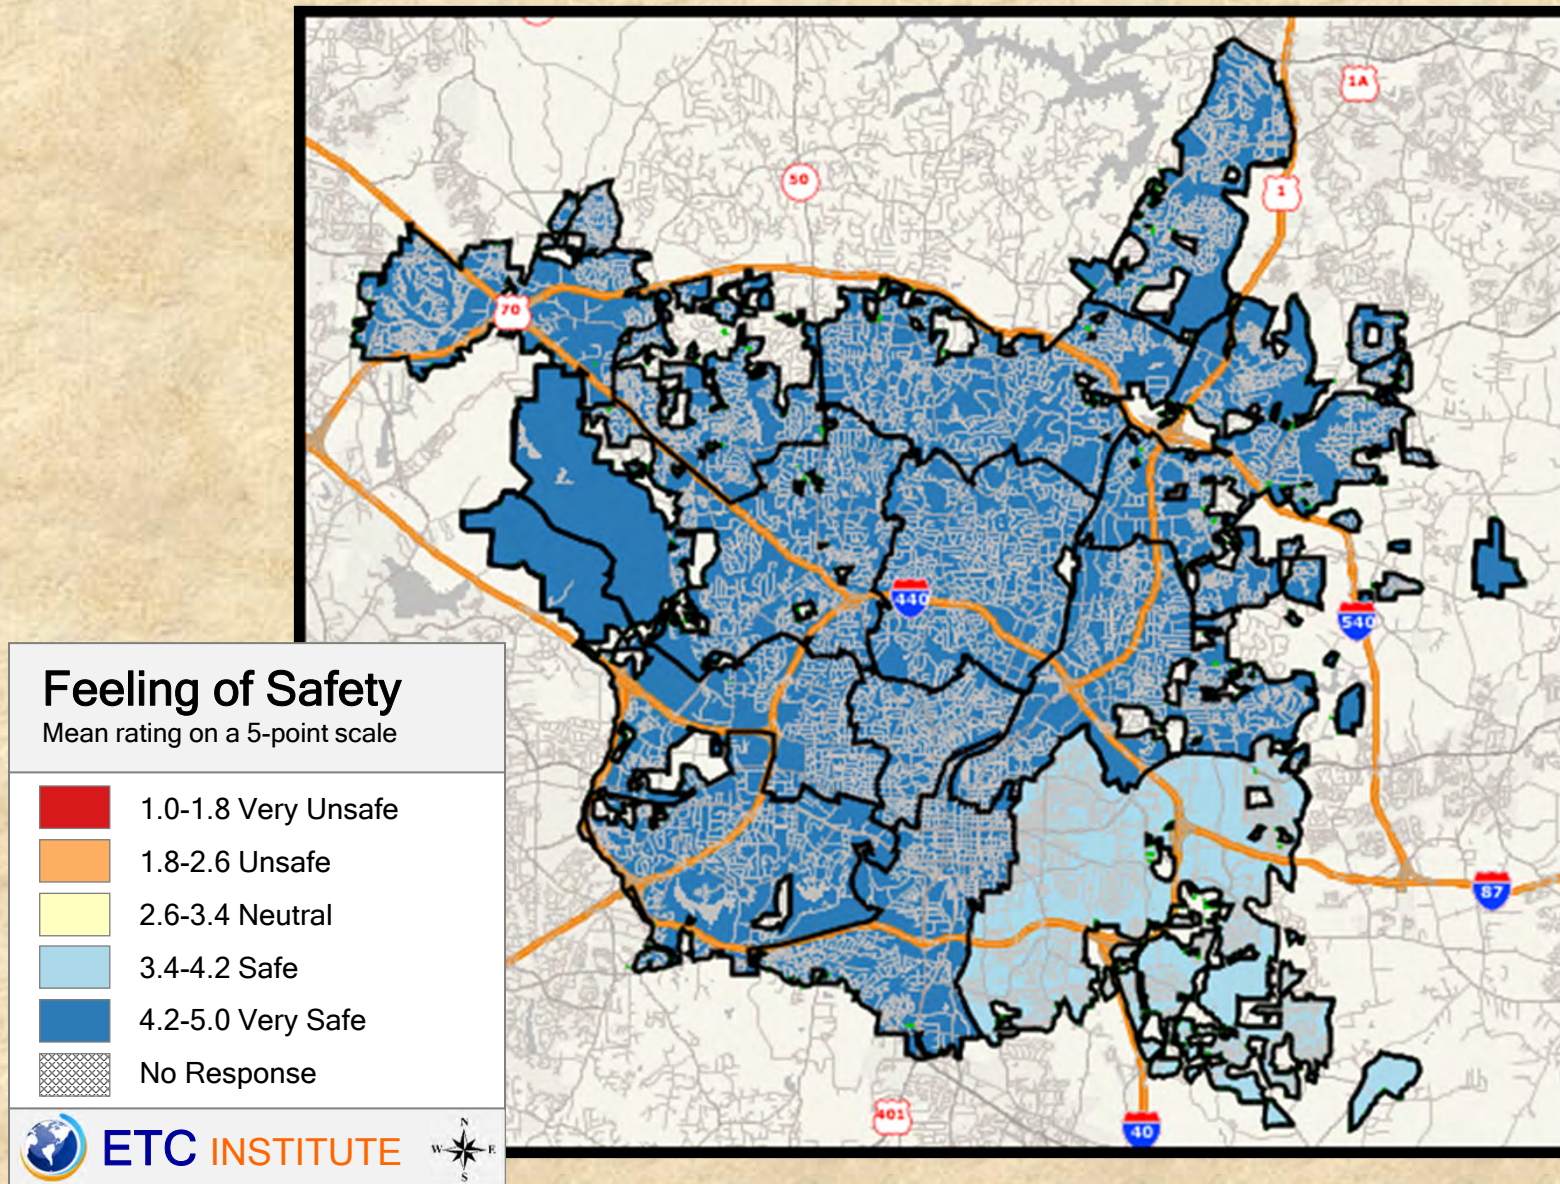 1A
50
1
70
440
540
Feeling of Safety
Mean rating on a 5-point scale
1.0-1.8 Very Unsafe
1.8-2.6 Unsafe
2.6-3.4 Neutral
3.4-4.2 Safe
4.2-5.0 Very Safe
No Response
87
401
40
ETC INSTITUTE
N
W E
S